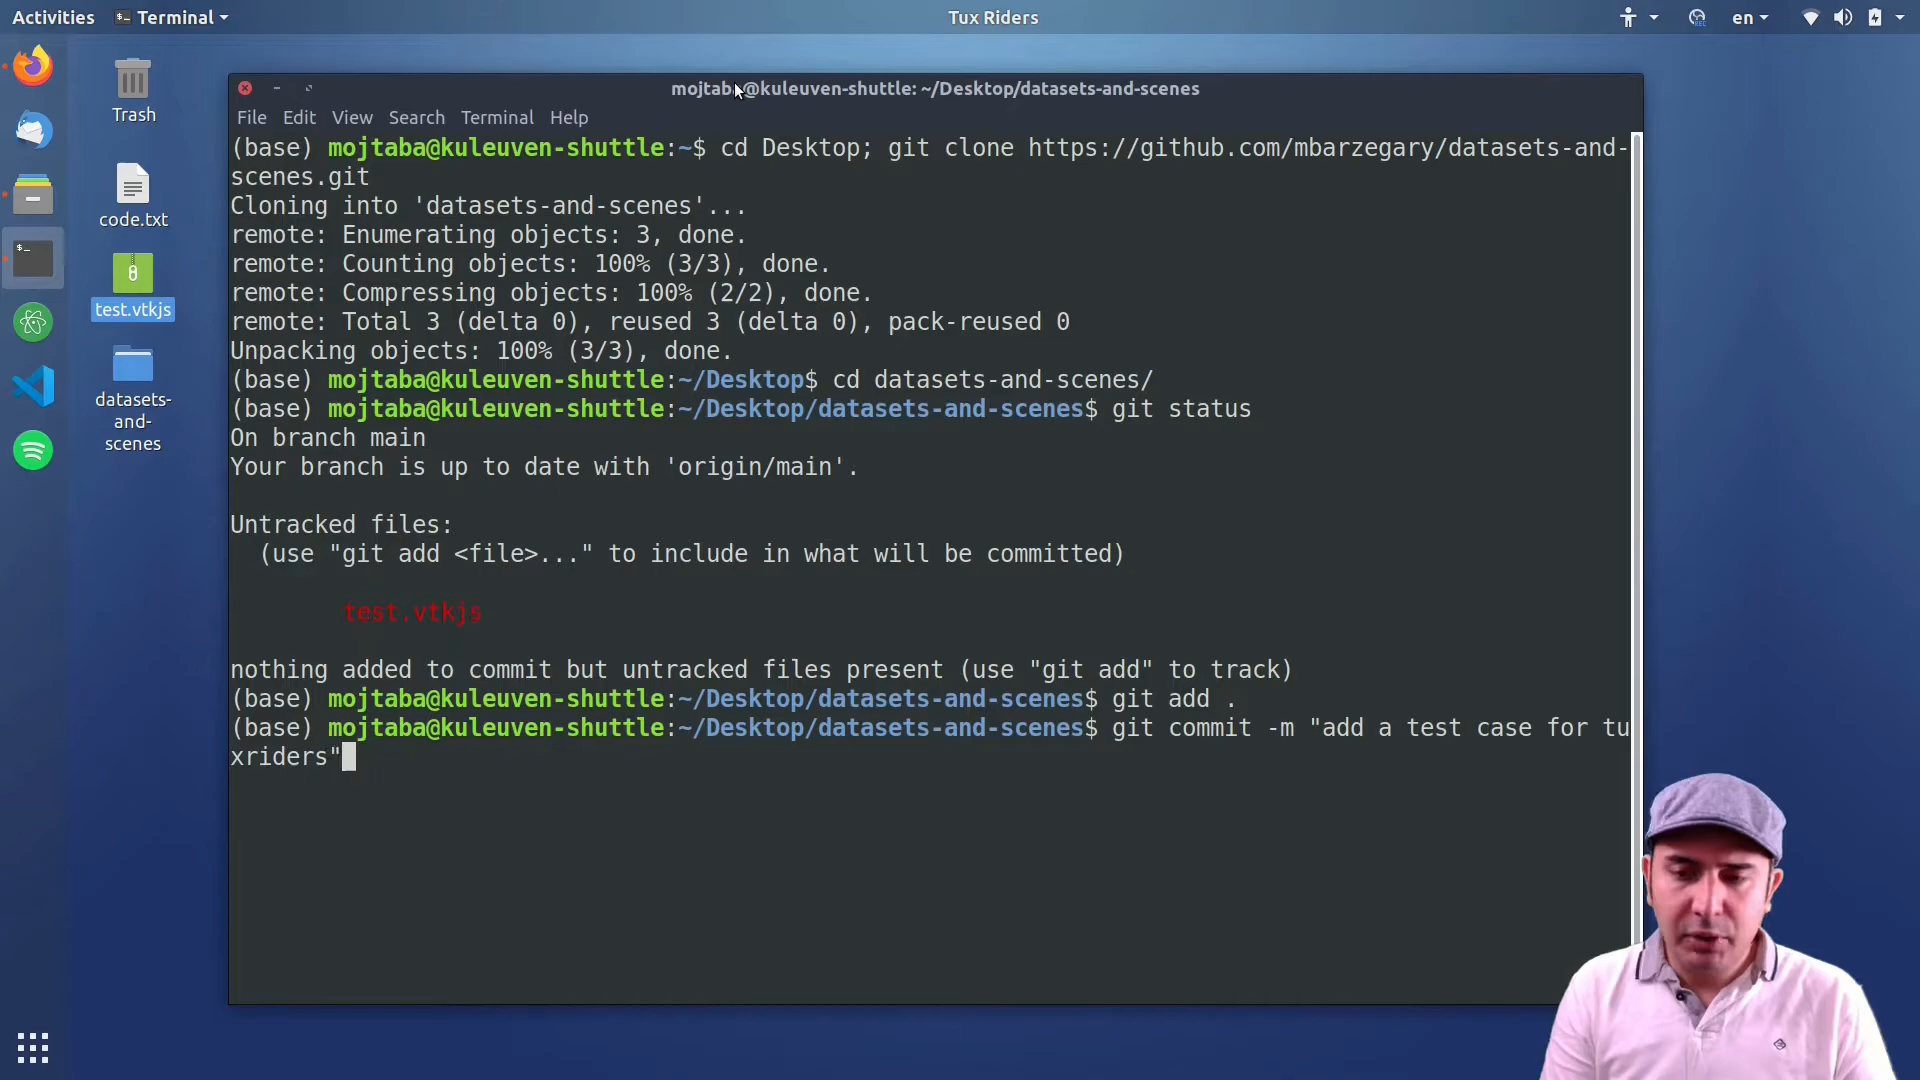 Activities
Terminal
Tux Riders
en
Trash
code.txt
test.vtkjs
datasets-
and-
scenes
mojtaba@kuleuven-shuttle: ~/Desktop/datasets-and-scenes
File Edit View Search Terminal Help
(base) mojtaba@kuleuven-shuttle:~$ cd Desktop; git clone https://github.com/mbarzegary/datasets-and-
scenes.git
Cloning into 'datasets-and-scenes'...
remote: Enumerating objects: 3, done.
remote: Counting objects: 100% (3/3), done.
remote: Compressing objects: 100% (2/2), done.
remote: Total 3 (delta 0), reused 3 (delta 0), pack-reused 0
Unpacking objects: 100% (3/3), done.
(base) mojtaba@kuleuven-shuttle:~/Desktop$ cd datasets-and-scenes/
(base) mojtaba@kuleuven-shuttle:~/Desktop/datasets-and-scenes$ git status
On branch main
Your branch is up to date with 'origin/main'.
Untracked files:
  (use "git add <file>..." to include in what will be committed)
        test.vtkjs
nothing added to commit but untracked files present (use "git add" to track)
(base) mojtaba@kuleuven-shuttle:~/Desktop/datasets-and-scenes$ git add .
(base) mojtaba@kuleuven-shuttle:~/Desktop/datasets-and-scenes$ git commit -m "add a test case for tu
xriders"